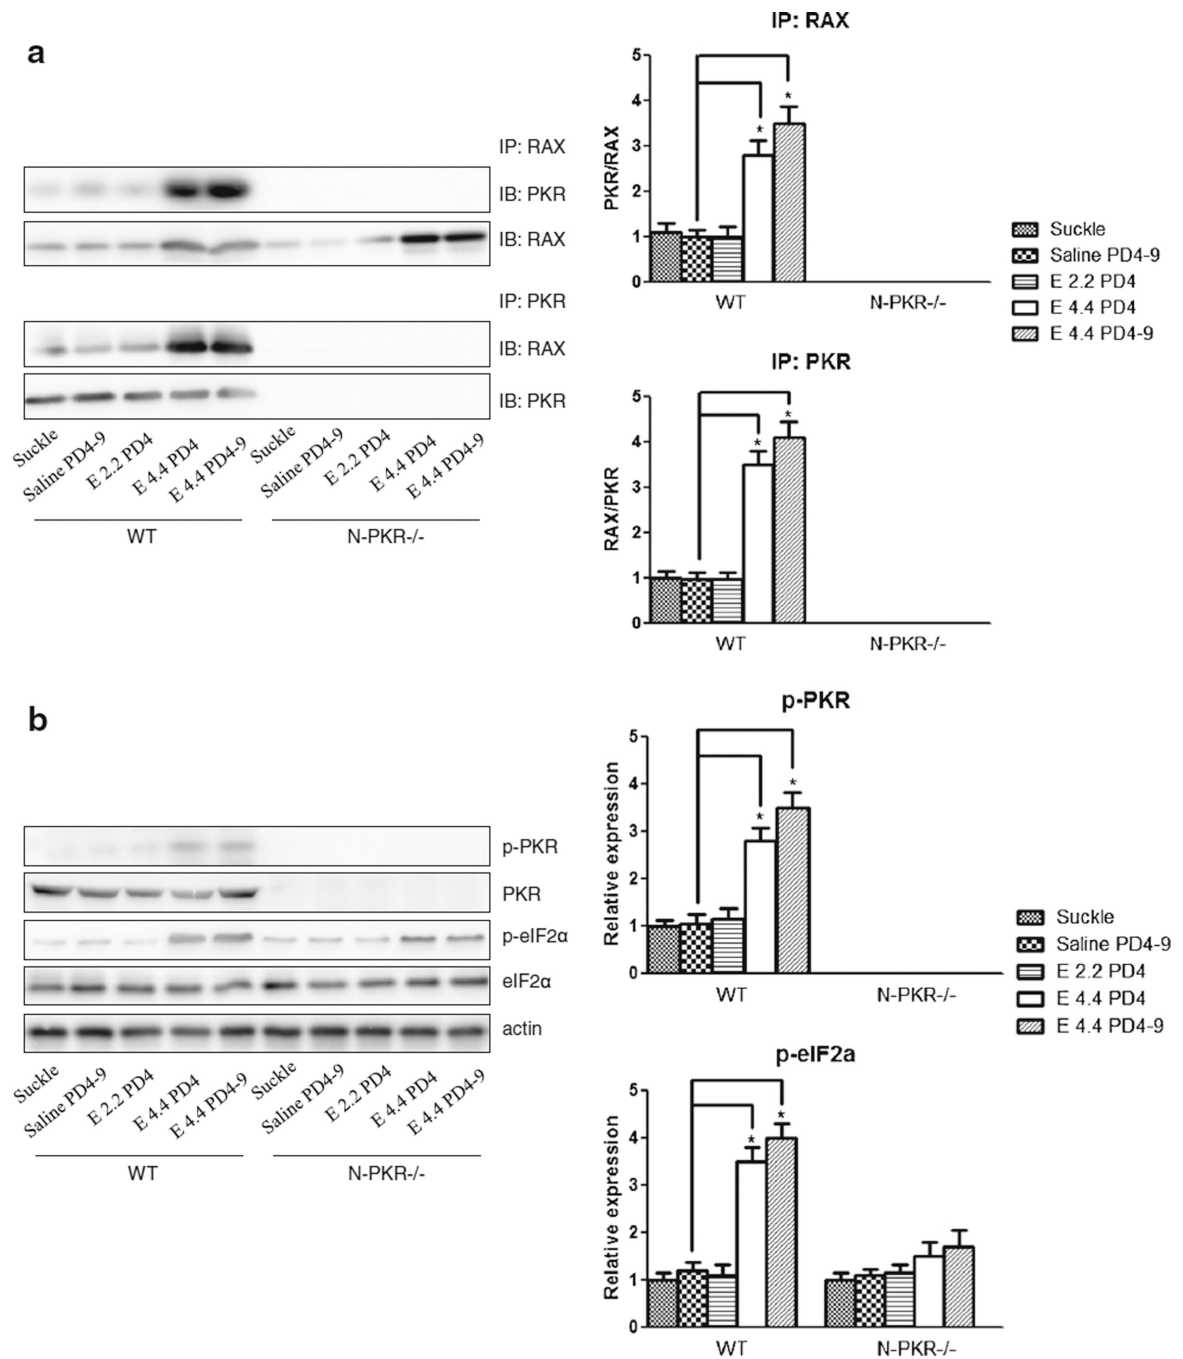 a
IP: RAX
IB: PKR
IB: RAX
IP: PKR
IB: RAX
IB: PKR
Suckle
Saline PD4-9
E 2.2 PD4
E 4.4 PD4
E 4.4 PD4-9
Suckle
Saline PD4-9
E 2.2 PD4
E 4.4 PD4
E 4.4 PD4-9
WT
N-PKR-/-
IP: RAX
PKR/RAX
5
4
3
2
1
0
*
*
WT
N-PKR-/-
Suckle
Saline PD4-9
E 2.2 PD4
E 4.4 PD4
E 4.4 PD4-9
IP: PKR
RAX/PKR
5
4
3
2
1
0
*
*
WT
N-PKR-/-
b
p-PKR
PKR
p-eIF2α
eIF2α
actin
Suckle
Saline PD4-9
E 2.2 PD4
E 4.4 PD4
E 4.4 PD4-9
Suckle
Saline PD4-9
E 2.2 PD4
E 4.4 PD4
E 4.4 PD4-9
WT
N-PKR-/-
p-PKR
Relative expression
5
4
3
2
1
0
*
*
WT
N-PKR-/-
Suckle
Saline PD4-9
E 2.2 PD4
E 4.4 PD4
E 4.4 PD4-9
p-eIF2a
Relative expression
5
4
3
2
1
0
*
*
WT
N-PKR-/-